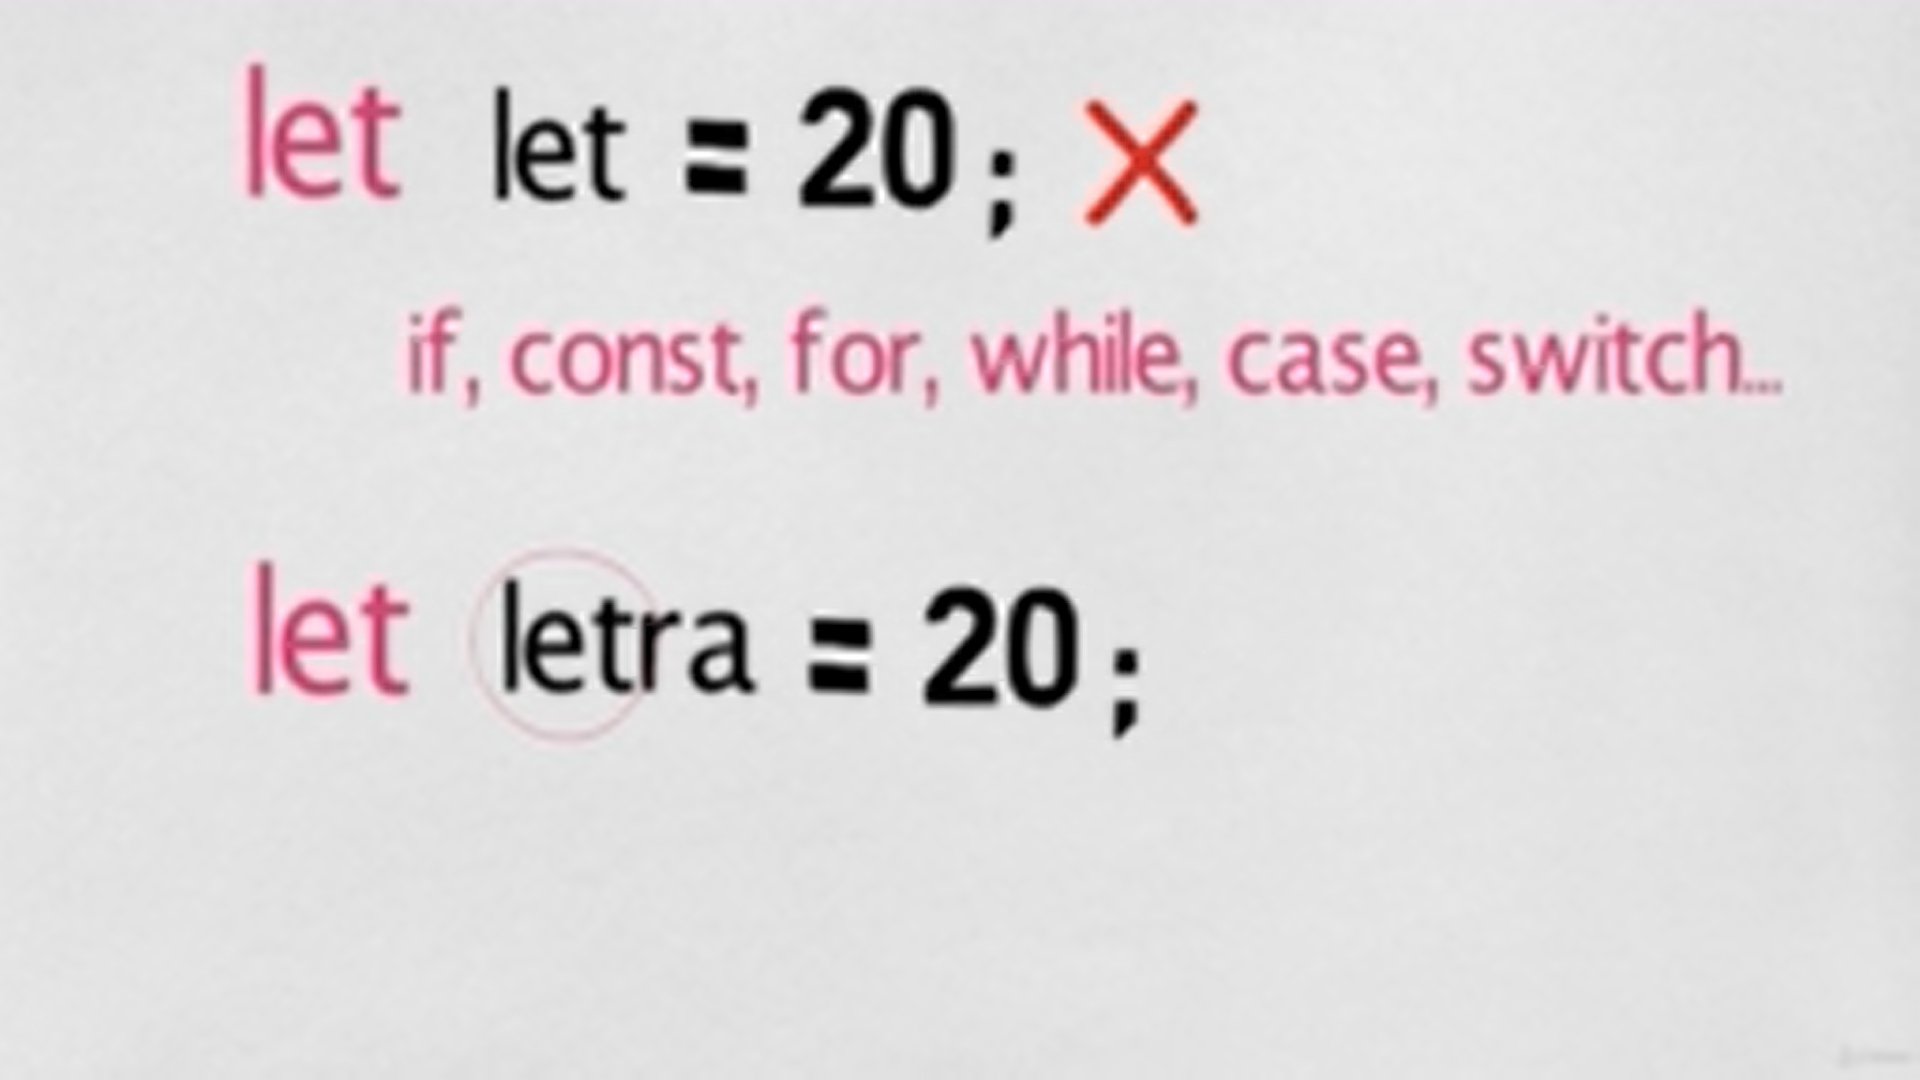 let let = 20;
if, const, for, while, case, switch...
let letra = 20;